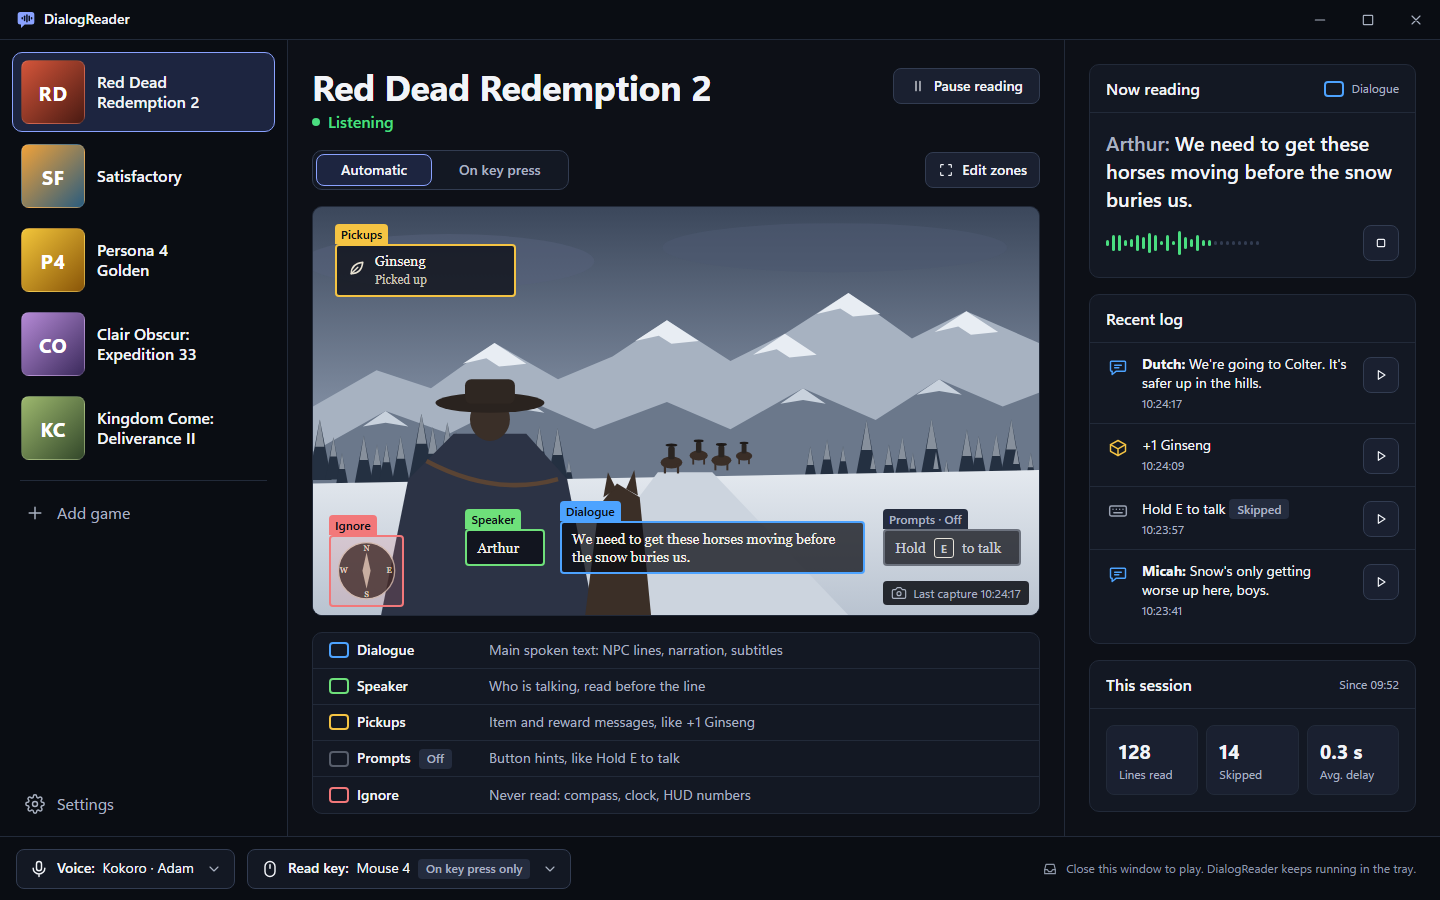 DialogReader
RD
Red Dead
Redemption 2
SF
Satisfactory
P4
Persona 4
Golden
CO
Clair Obscur:
Expedition 33
KC
Kingdom Come:
Deliverance II
Add game
Settings
Red Dead Redemption 2
Listening
Pause reading
Automatic
On key press
Edit zones
Pickups
Ginseng
Picked up
Ignore
N
W E
S
Speaker
Arthur
Dialogue
We need to get these horses moving before
the snow buries us.
Prompts · Off
Hold E to talk
Last capture 10:24:17
Dialogue Main spoken text: NPC lines, narration, subtitles
Speaker Who is talking, read before the line
Pickups Item and reward messages, like +1 Ginseng
Prompts Off Button hints, like Hold E to talk
Ignore Never read: compass, clock, HUD numbers
Now reading Dialogue
Arthur: We need to get these
horses moving before the snow
buries us.
Recent log
Dutch: We're going to Colter. It's
safer up in the hills.
10:24:17
+1 Ginseng
10:24:09
Hold E to talk Skipped
10:23:57
Micah: Snow's only getting
worse up here, boys.
10:23:41
This session Since 09:52
128
Lines read
14
Skipped
0.3 s
Avg. delay
Voice: Kokoro · Adam
Read key: Mouse 4 On key press only
Close this window to play. DialogReader keeps running in the tray.